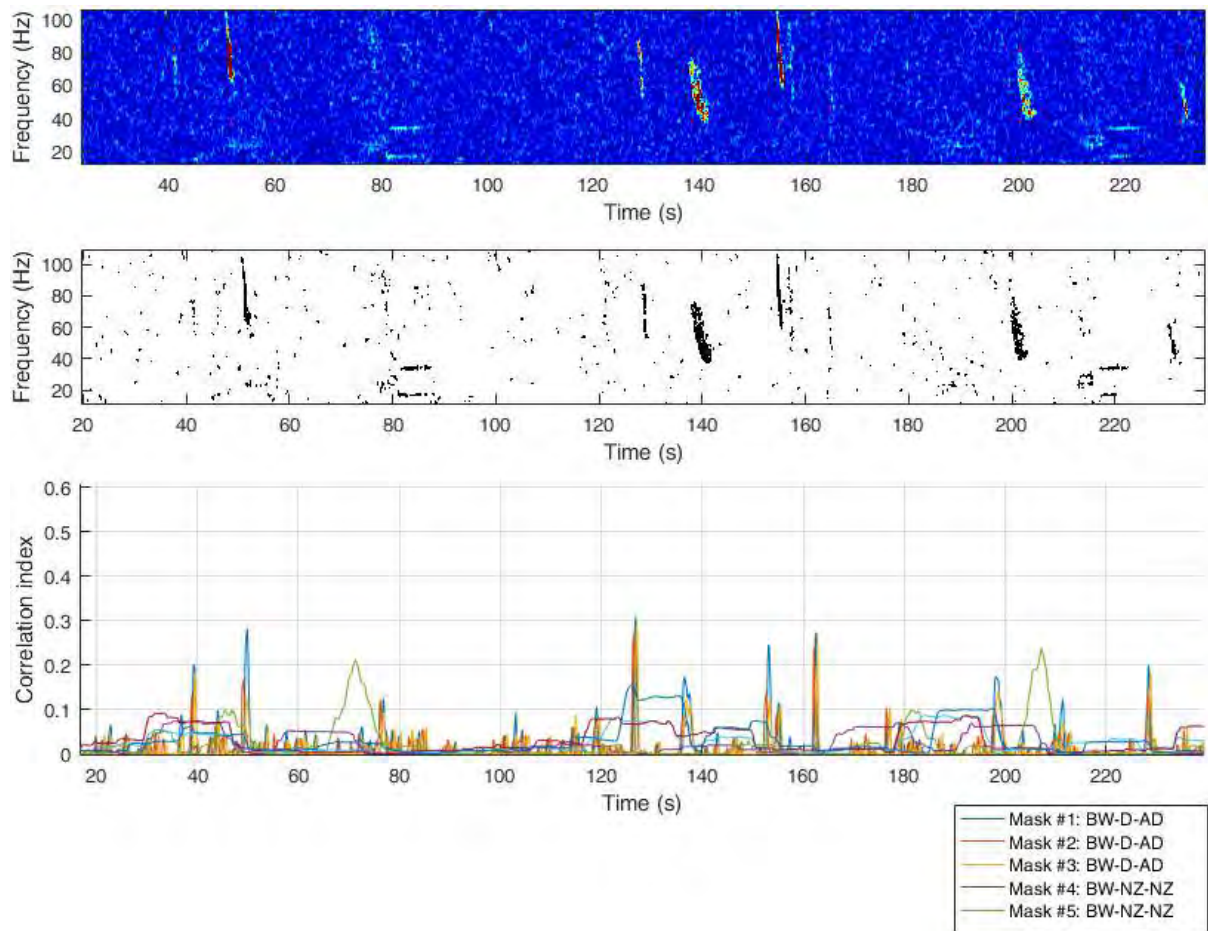 100
80
60
40
20
Frequency (Hz)
40 60 80 100 120 140 160 180 200 220
Time (s)
100
80
60
40
20
Frequency (Hz)
20 40 60 80 100 120 140 160 180 200 220
Time (s)
0.6
0.5
0.4
0.3
0.2
0.1
0
Correlation index
20 40 60 80 100 120 140 160 180 200 220
Time (s)
Mask #1: BW-D-AD
Mask #2: BW-D-AD
Mask #3: BW-D-AD
Mask #4: BW-NZ-NZ
Mask #5: BW-NZ-NZ